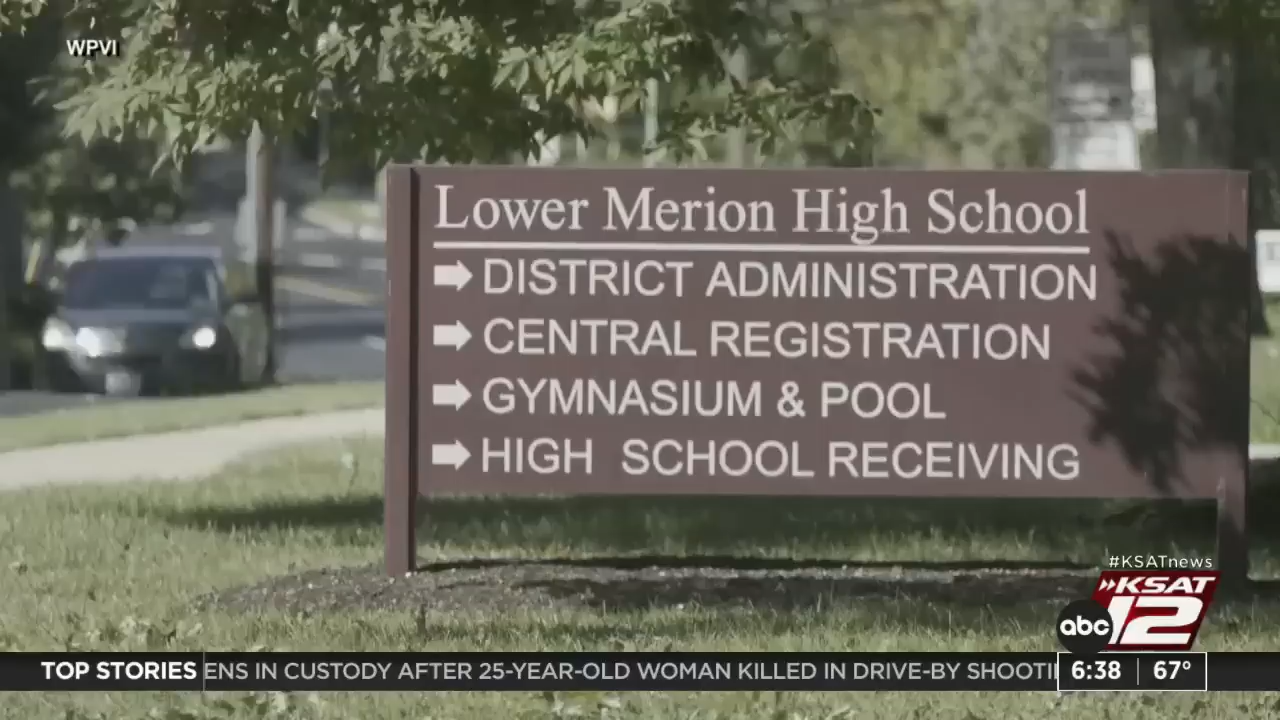 WPVI
Lower Merion High School
DISTRICT ADMINISTRATION
CENTRAL REGISTRATION
GYMNASIUM & POOL
HIGH SCHOOL RECEIVING
#KSATnews
KSAT
abc 12
TOP STORIES ENS IN CUSTODY AFTER 25-YEAR-OLD WOMAN KILLED IN DRIVE-BY SHOOTI 6:38 67°